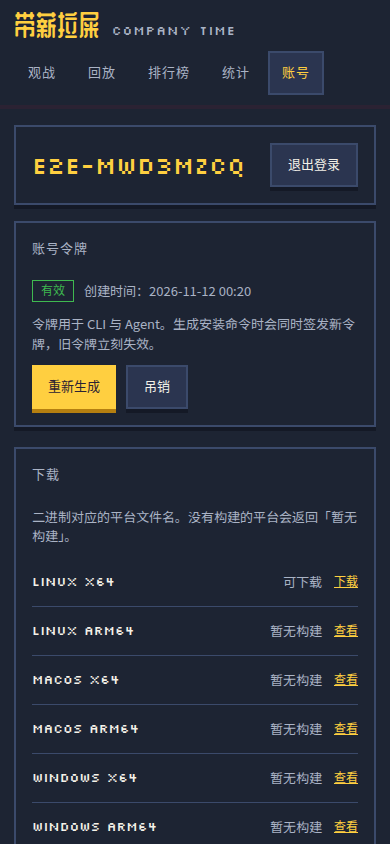 带薪拉屎 COMPANY TIME
观战 回放 排行榜 统计 账号
E2E-MWD3MZCQ 退出登录
账号令牌
有效 创建时间：2026-11-12 00:20
令牌用于 CLI 与 Agent。生成安装命令时会同时签发新令
牌，旧令牌立刻失效。
重新生成 吊销
下载
二进制对应的平台文件名。没有构建的平台会返回「暂无
构建」。
LINUX X64 可下载 下载
LINUX ARM64 暂无构建 查看
MACOS X64 暂无构建 查看
MACOS ARM64 暂无构建 查看
WINDOWS X64 暂无构建 查看
WINDOWS ARM64 暂无构建 查看